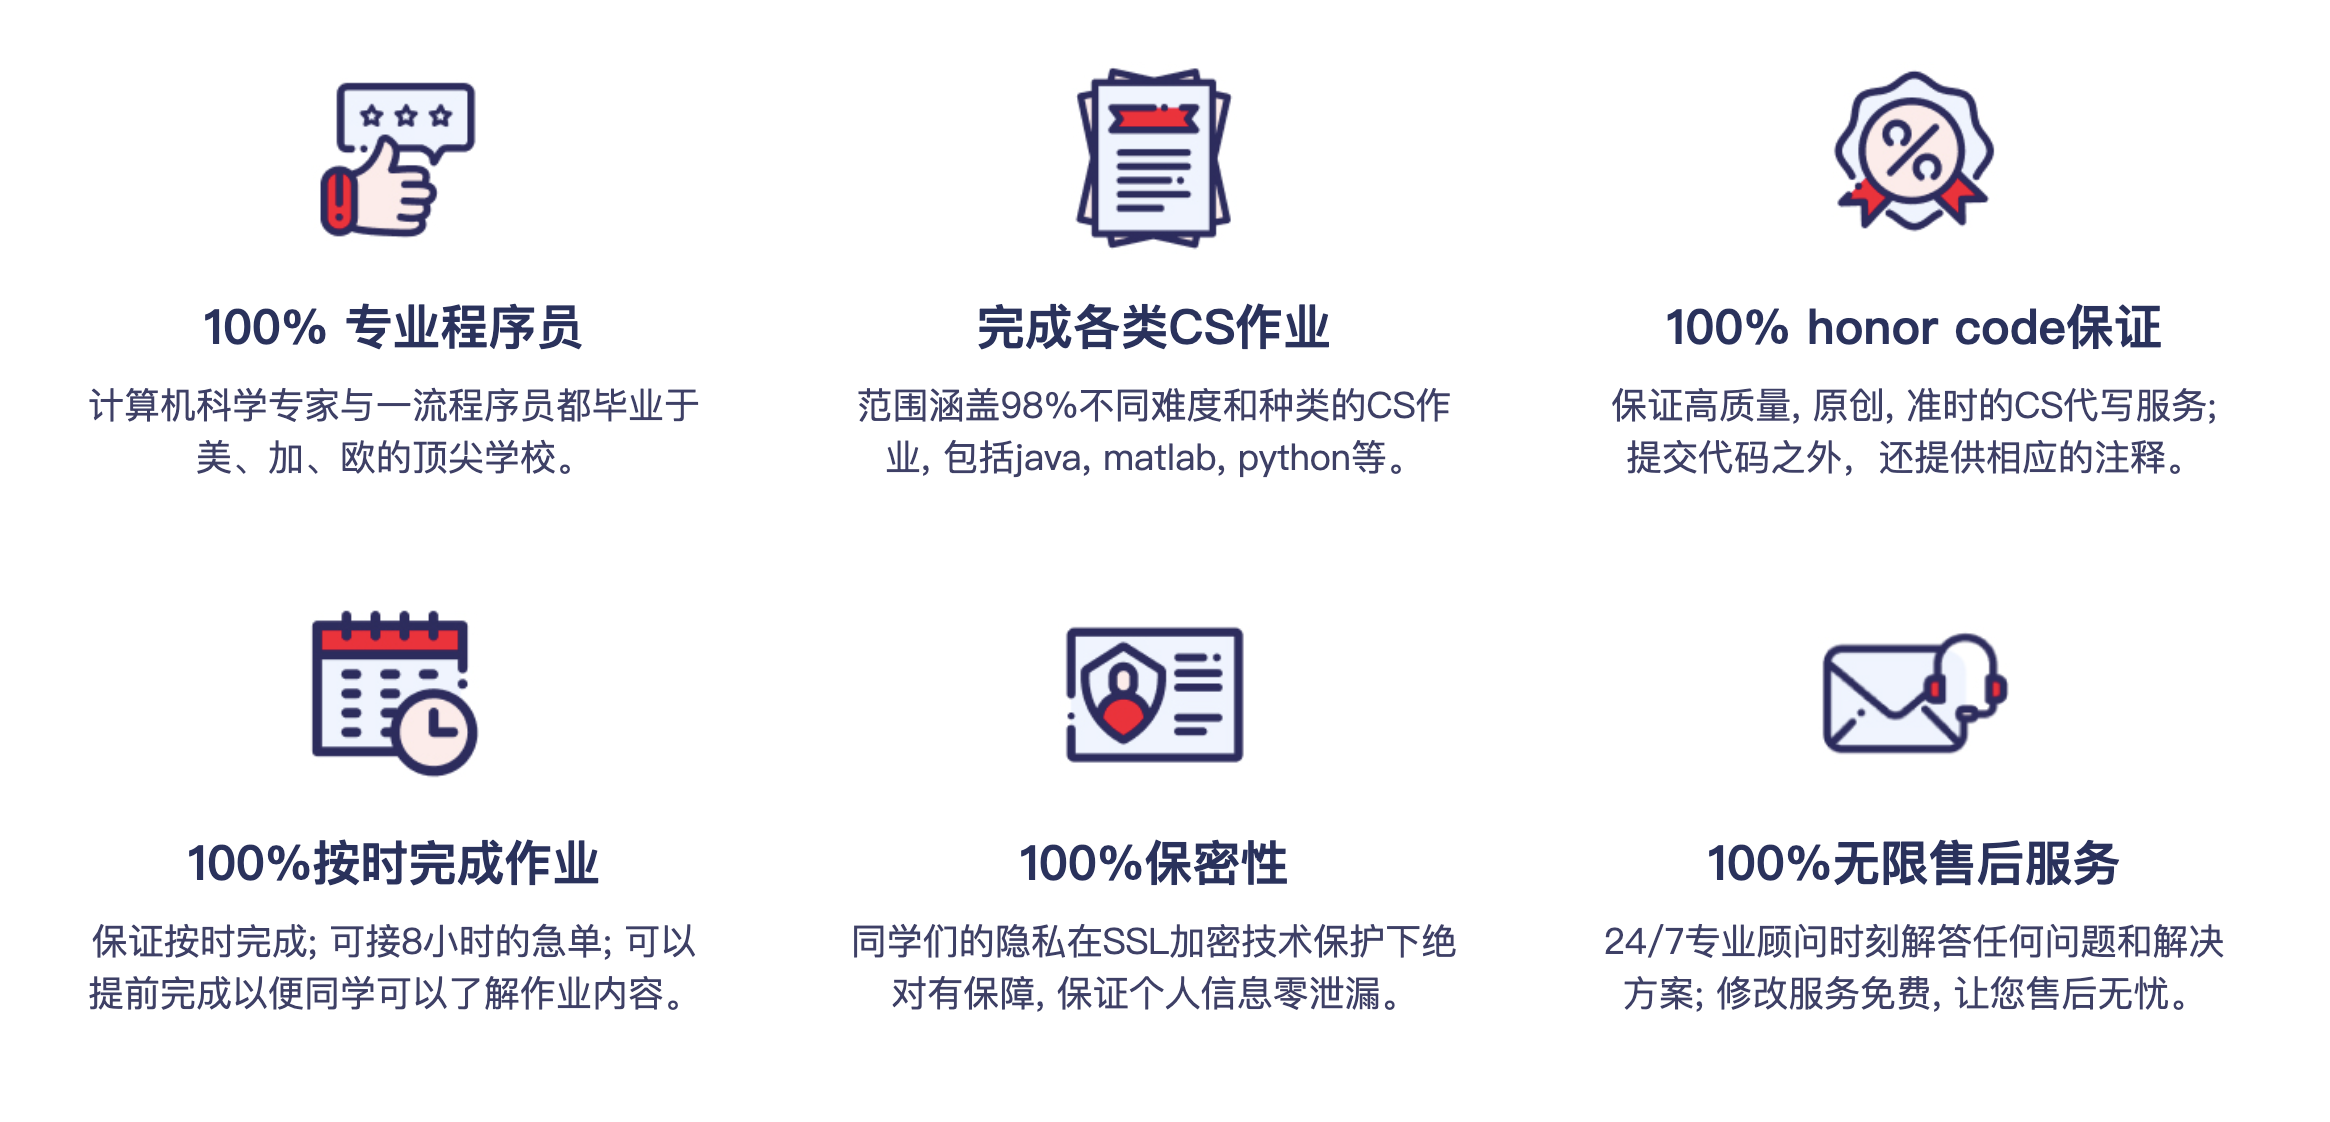 100% 专业程序员
计算机科学专家与一流程序员都毕业于
美、加、欧的顶尖学校。
完成各类CS作业
范围涵盖98%不同难度和种类的CS作
业, 包括java, matlab, python等。
100% honor code保证
保证高质量, 原创, 准时的CS代写服务;
提交代码之外，还提供相应的注释。
100%按时完成作业
保证按时完成; 可接8小时的急单; 可以
提前完成以便同学可以了解作业内容。
100%保密性
同学们的隐私在SSL加密技术保护下绝
对有保障, 保证个人信息零泄漏。
100%无限售后服务
24/7专业顾问时刻解答任何问题和解决
方案; 修改服务免费, 让您售后无忧。